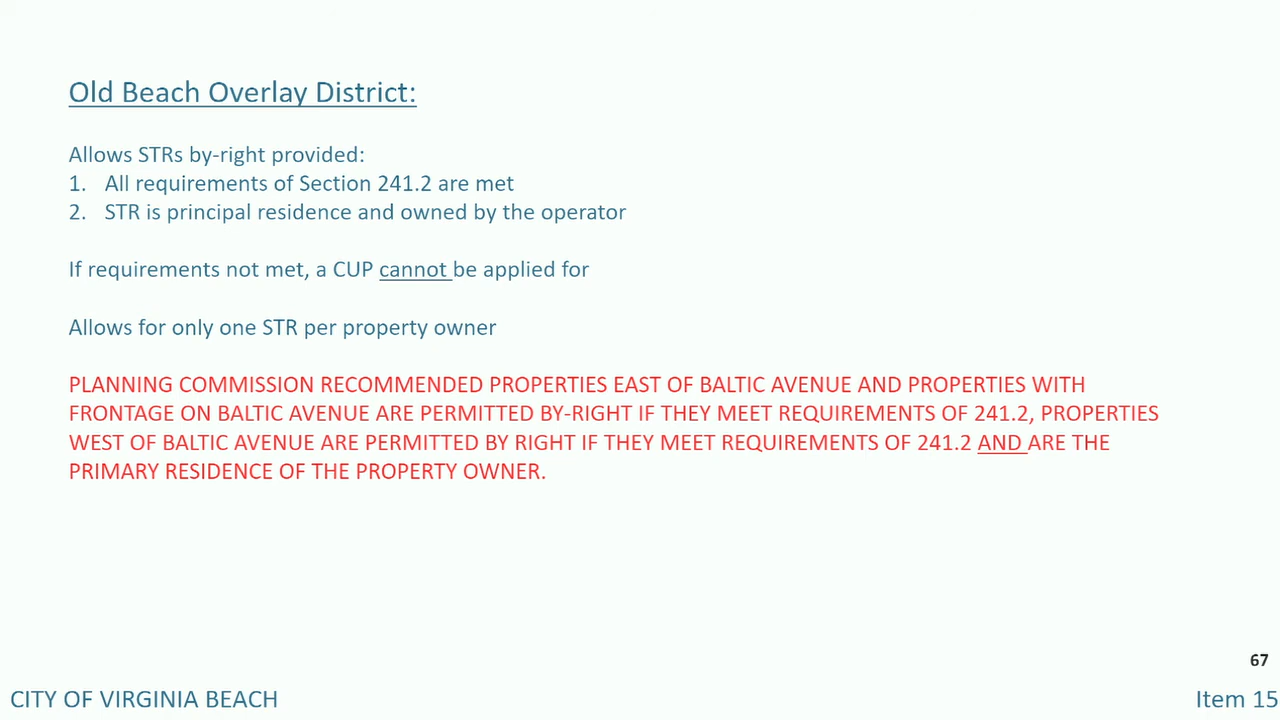 Old Beach Overlay District:
Allows STRs by-right provided:
1. All requirements of Section 241.2 are met
2. STR is principal residence and owned by the operator
If requirements not met, a CUP cannot be applied for
Allows for only one STR per property owner
PLANNING COMMISSION RECOMMENDED PROPERTIES EAST OF BALTIC AVENUE AND PROPERTIES WITH
FRONTAGE ON BALTIC AVENUE ARE PERMITTED BY-RIGHT IF THEY MEET REQUIREMENTS OF 241.2, PROPERTIES
WEST OF BALTIC AVENUE ARE PERMITTED BY RIGHT IF THEY MEET REQUIREMENTS OF 241.2 AND ARE THE
PRIMARY RESIDENCE OF THE PROPERTY OWNER.
67
CITY OF VIRGINIA BEACH
Item 15